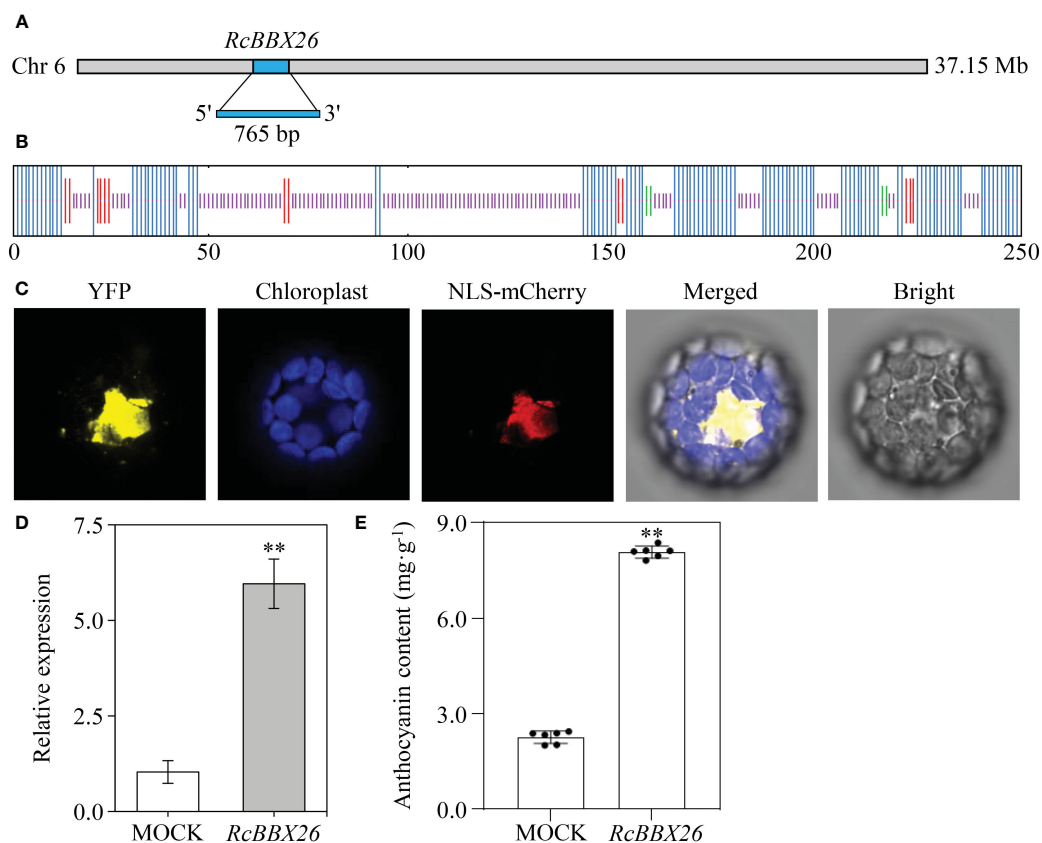 A
RcBBX26
Chr 6
37.15 Mb
5'
3'
765 bp
B
0 50 100 150 200 250
C
YFP Chloroplast NLS-mCherry Merged Bright
D
7.5
5.0
2.5
0.0
Relative expression
**
MOCK RcBBX26
E
9.0
6.0
3.0
0.0
Anthocyanin content (mg·g-1)
**
MOCK RcBBX26